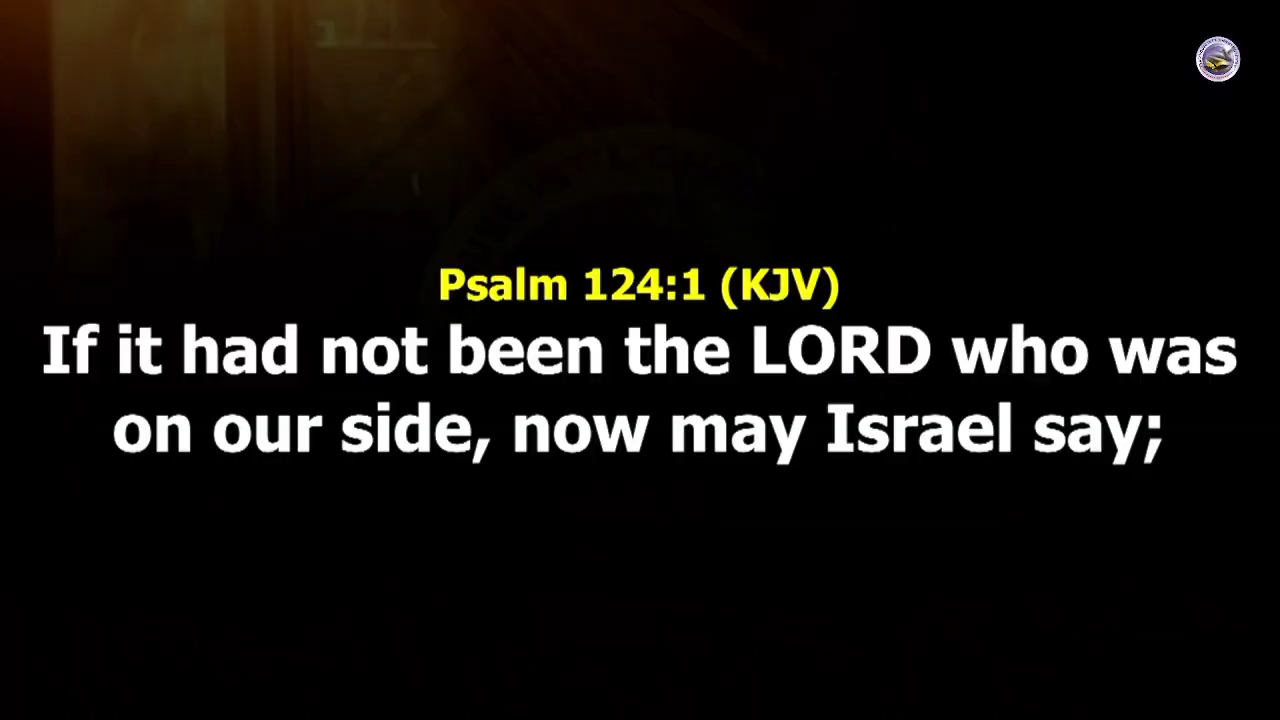 Psalm 124:1 (KJV)
If it had not been the LORD who was
on our side, now may Israel say;